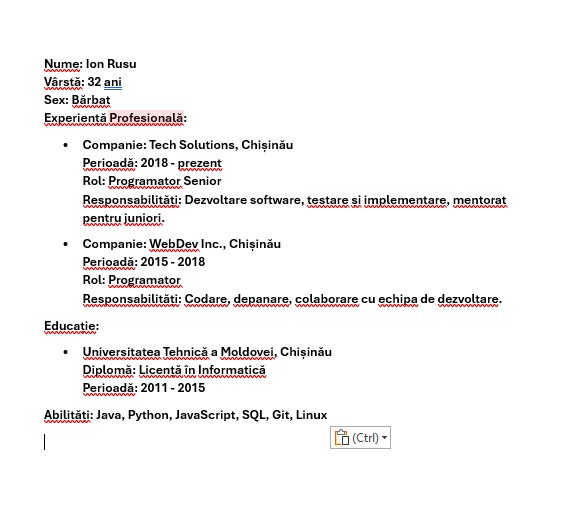 Nume: Ion Rusu
Vârstă: 32 ani
Sex: Bărbat
Experiență Profesională:
• Companie: Tech Solutions, Chișinău
Perioadă: 2018 - prezent
Rol: Programator Senior
Responsabilități: Dezvoltare software, testare și implementare, mentorat
pentru juniori.
• Companie: WebDev Inc., Chișinău
Perioadă: 2015 - 2018
Rol: Programator
Responsabilități: Codare, depanare, colaborare cu echipa de dezvoltare.
Educație:
• Universitatea Tehnică a Moldovei, Chișinău
Diplomă: Licență în Informatică
Perioadă: 2011 - 2015
Abilități: Java, Python, JavaScript, SQL, Git, Linux
(Ctrl)